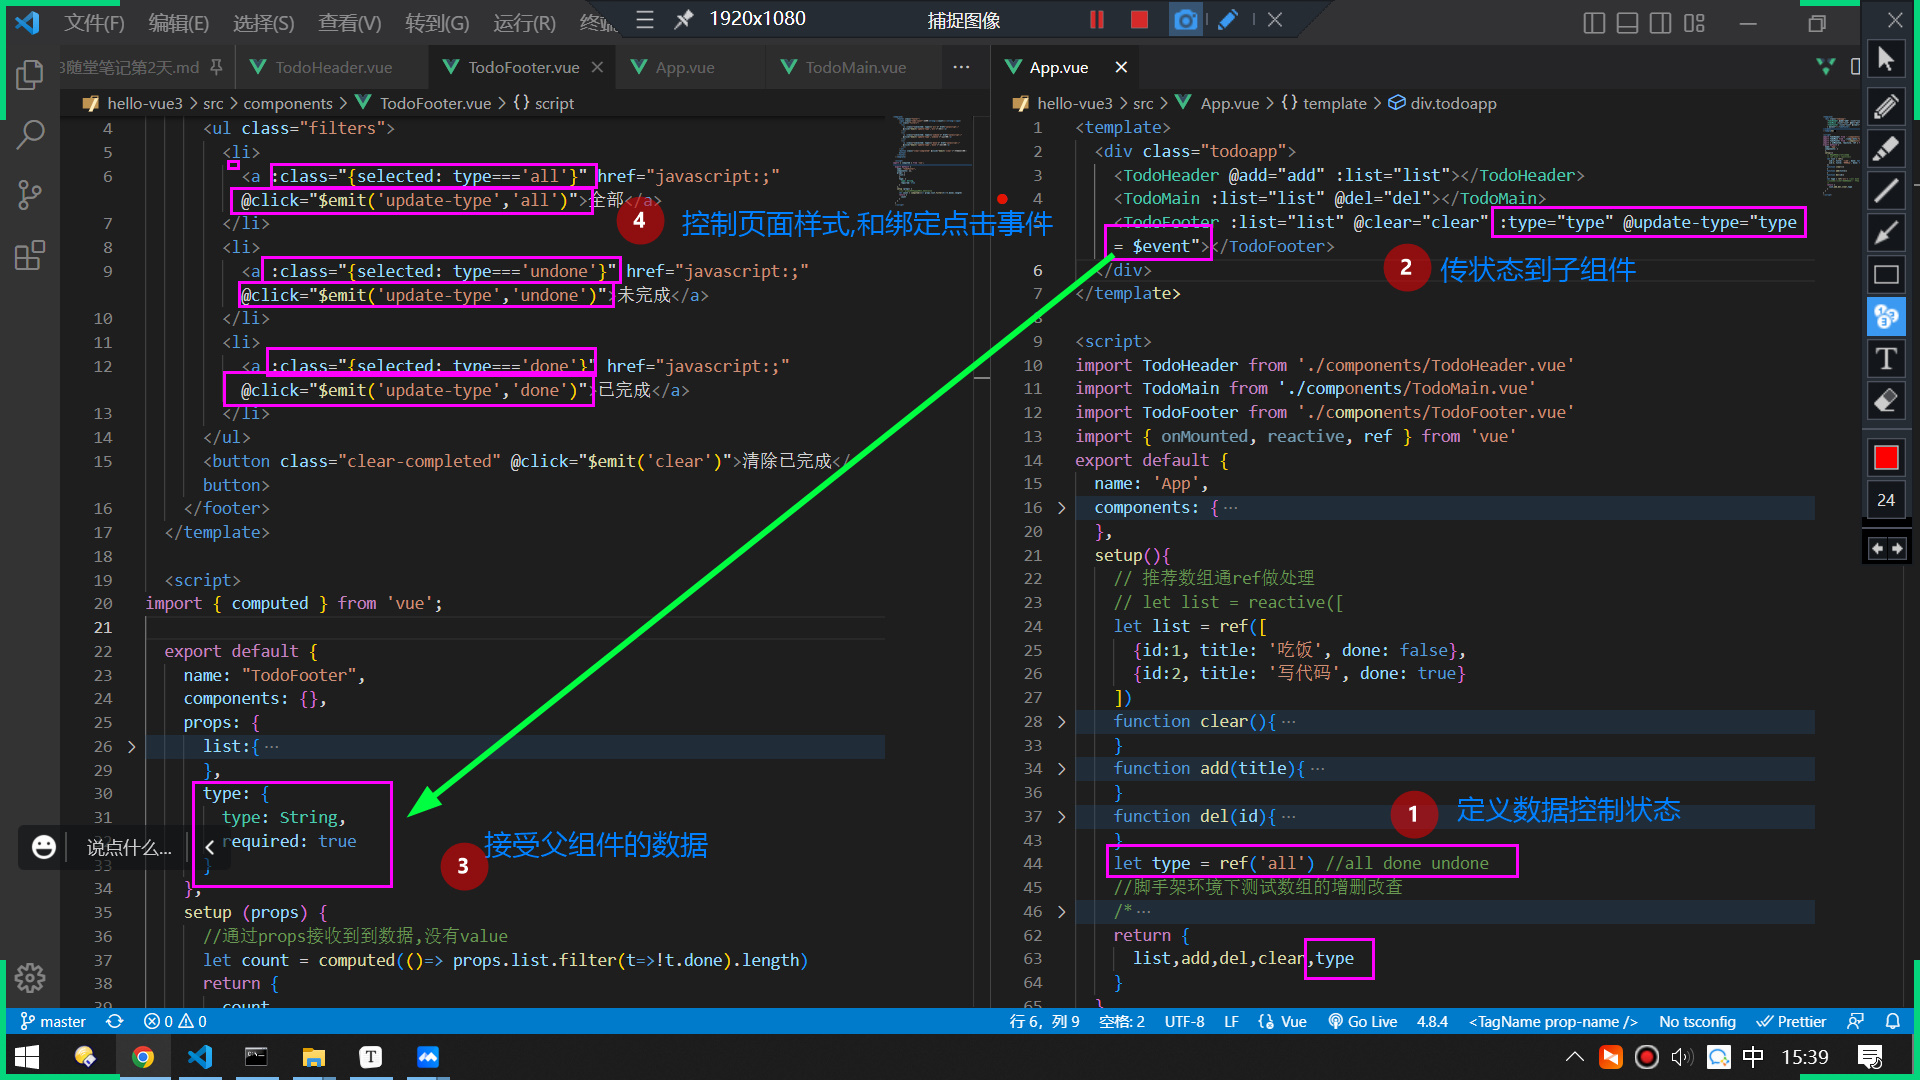 文件(F) 编辑(E) 选择(S) 查看(V) 转到(G) 运行(R) 终端
1920x1080 捕捉图像
3随堂笔记第2天.md TodoHeader.vue TodoFooter.vue App.vue TodoMain.vue ···
hello-vue3 > src > components > TodoFooter.vue > {} script
4 <ul class="filters">
5 <li>
6 <a :class="{selected: type==='all'}" href="javascript:;"
@click="$emit('update-type','all')">全部</a>
7 </li>
8 <li>
9 <a :class="{selected: type==='undone'}" href="javascript:;"
@click="$emit('update-type','undone')">未完成</a>
10 </li>
11 <li>
12 <a :class="{selected: type==='done'}" href="javascript:;"
@click="$emit('update-type','done')">已完成</a>
13 </li>
14 </ul>
15 <button class="clear-completed" @click="$emit('clear')">清除已完成</
button>
16 </footer>
17 </template>
18
19 <script>
20 import { computed } from 'vue';
21
22 export default {
23 name: "TodoFooter",
24 components: {},
25 props: {
26 list:{ ···
29 },
30 type: {
31 type: String,
required: true
33 }
34 },
35 setup (props) {
36 //通过props接收到到数据,没有value
37 let count = computed(()=> props.list.filter(t=>!t.done).length)
38 return {
39 count
4 控制页面样式,和绑定点击事件
3 接受父组件的数据
说点什么...
App.vue
hello-vue3 > src > App.vue > {} template > div.todoapp
1 <template>
2 <div class="todoapp">
3 <TodoHeader @add="add" :list="list"></TodoHeader>
4 <TodoMain :list="list" @del="del"></TodoMain>
<TodoFooter :list="list" @clear="clear" :type="type" @update-type="type
= $event"></TodoFooter>
6 </div>
7 </template>
8
9 <script>
10 import TodoHeader from './components/TodoHeader.vue'
11 import TodoMain from './components/TodoMain.vue'
12 import TodoFooter from './components/TodoFooter.vue'
13 import { onMounted, reactive, ref } from 'vue'
14 export default {
15 name: 'App',
16 components: { ···
20 },
21 setup(){
22 // 推荐数组通ref做处理
23 // let list = reactive([
24 let list = ref([
25 {id:1, title: '吃饭', done: false},
26 {id:2, title: '写代码', done: true}
27 ])
28 function clear(){ ···
33 }
34 function add(title){ ···
36 }
37 function del(id){ ···
43 }
44 let type = ref('all') //all done undone
45 //脚手架环境下测试数组的增删改查
46 /* ···
62 return {
63 list,add,del,clear,type
64 }
65 }
2 传状态到子组件
1 定义数据控制状态
T
24
master 0 0 行 6，列 9 空格: 2 UTF-8 LF {} Vue Go Live 4.8.4 <TagName prop-name /> No tsconfig Prettier
T 中 15:39